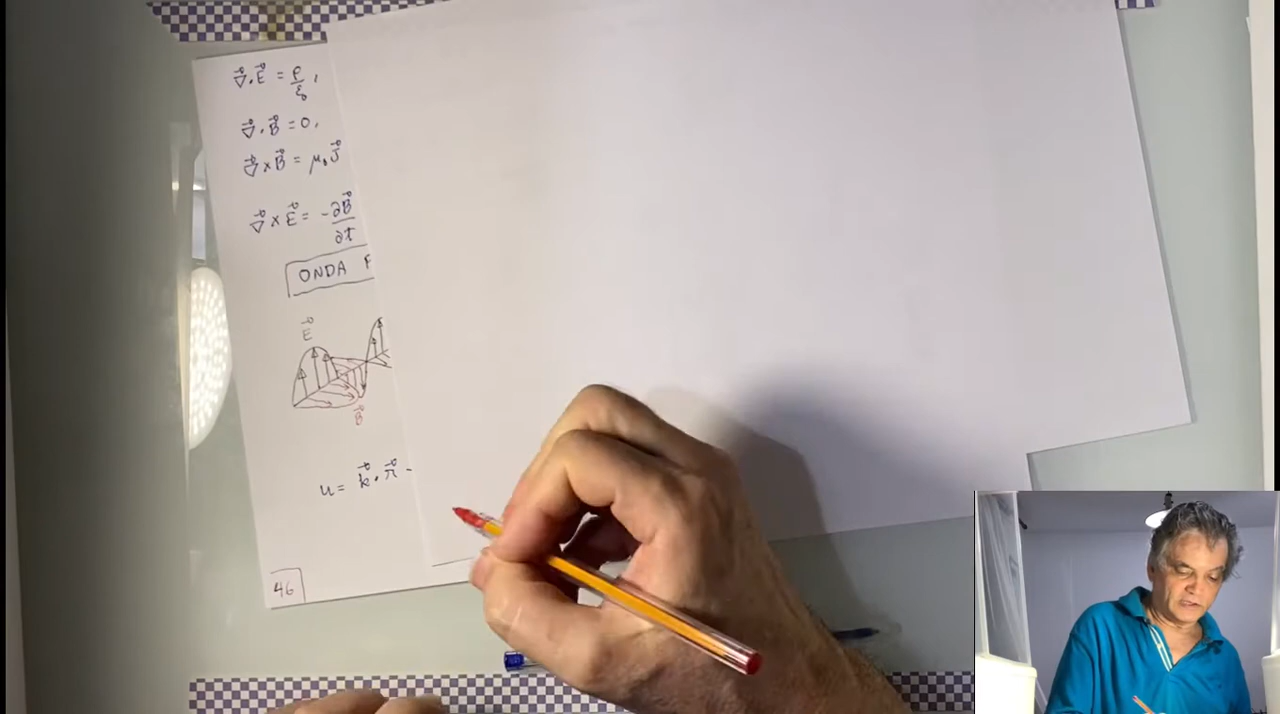 ∇⃗·E⃗ = ρ/ε₀,
∇⃗·B⃗ = 0,
∇⃗×B⃗ = μ₀J⃗
∇⃗×E⃗ = -∂B⃗/∂t
ONDA
E⃗
B⃗
u = k⃗·r⃗ -
46